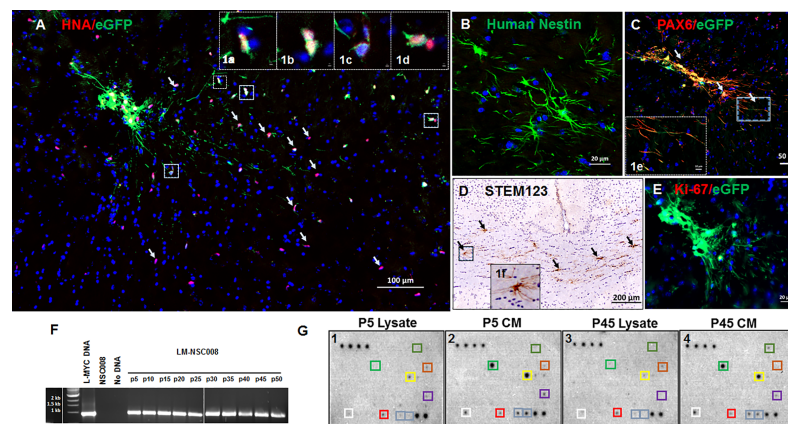 A HNA/eGFP
1a 1b 1c 1d
100 µm
B Human Nestin
20 µm
C PAX6/eGFP
1e
50
D STEM123
1f
200 µm
E KI-67/eGFP
20
F
L-MYC DNA
NSC008
No DNA
LM-NSC008
p5 p10 p15 p20 p25 p30 p35 p40 p45 p50
2 kb
1.5 kb
1 kb
G
P5 Lysate P5 CM P45 Lysate P45 CM
1 2 3 4